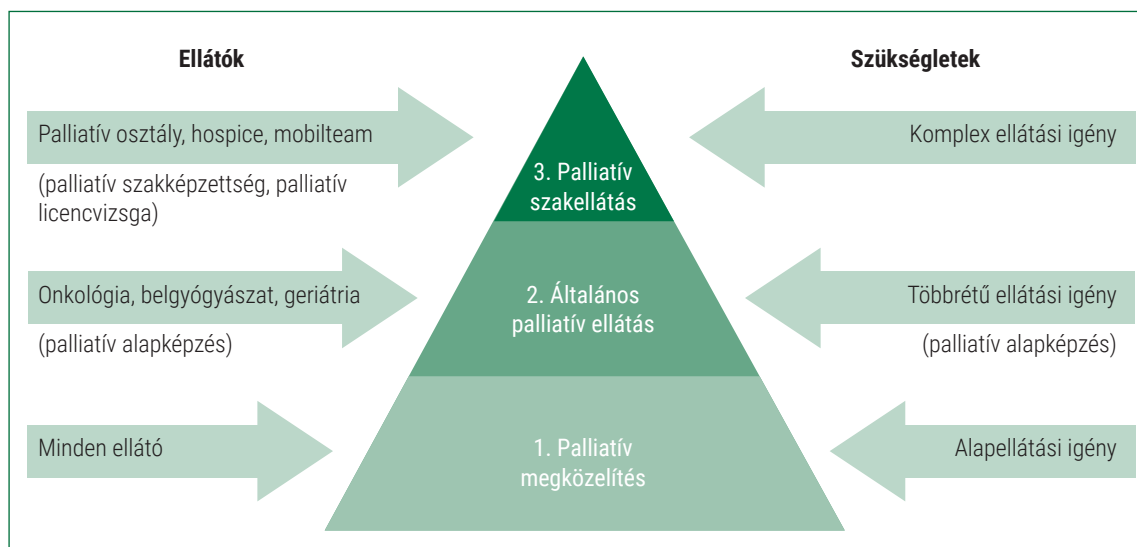 Ellátók
Szükségletek
Palliatív osztály, hospice, mobilteam
(palliatív szakképzettség, palliatív
licencvizsga)
3. Palliatív
szakellátás
Komplex ellátási igény
Onkológia, belgyógyászat, geriátria
(palliatív alapképzés)
2. Általános
palliatív ellátás
Többrétű ellátási igény
(palliatív alapképzés)
Minden ellátó
1. Palliatív
megközelítés
Alapellátási igény